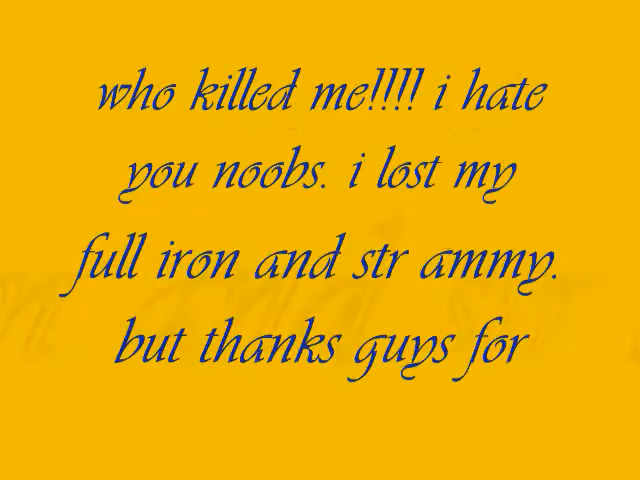 who killed me!!!! i hate
you noobs. i lost my
full iron and str ammy.
but thanks guys for